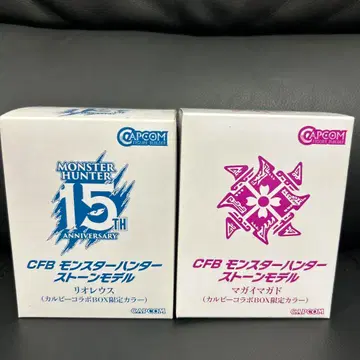 CAPCOM
FIGURE BUILDER
MONSTER HUNTER
15TH
ANNIVERSARY
CFB モンスターハンター
ストーンモデル
リオレウス
(カルビーコラボBOX限定カラー)
CAPCOM
CAPCOM
FIGURE BUILDER
CFB モンスターハンター
ストーンモデル
マガイマガド
(カルビーコラボBOX限定カラー)
CAPCOM